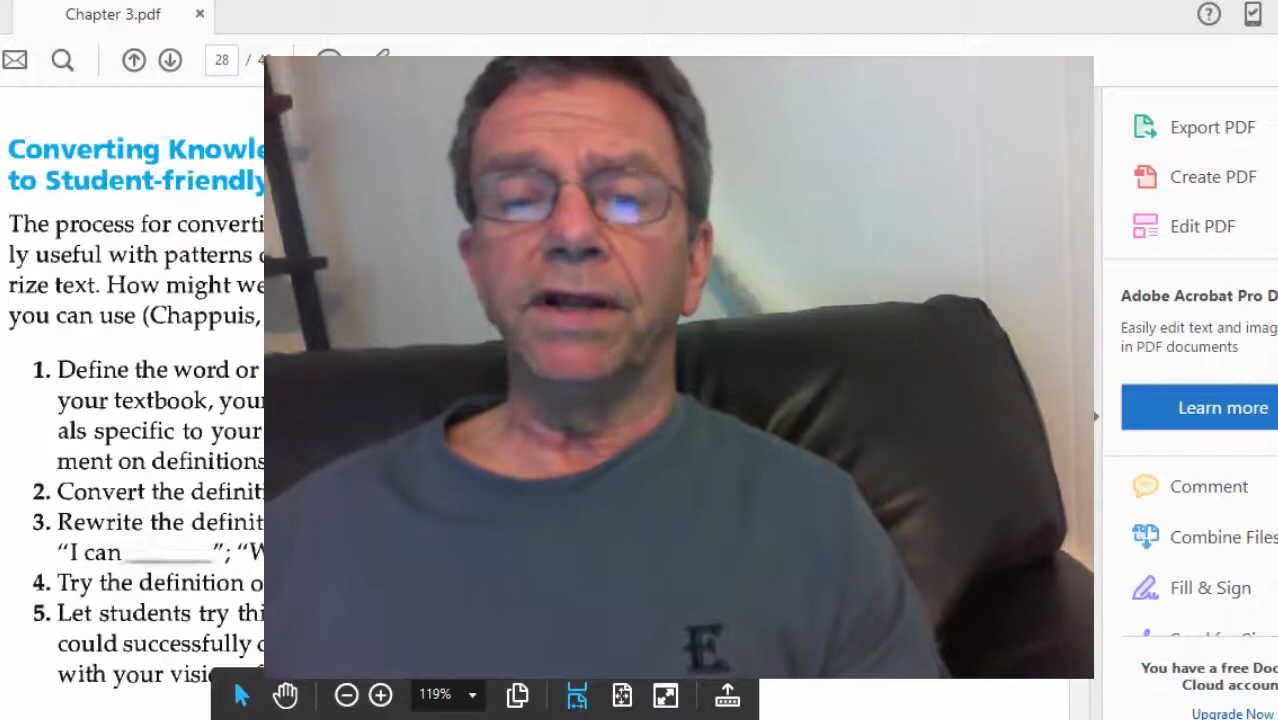 Chapter 3.pdf ×
28 / 4
Converting Knowle
to Student-friendly
The process for converti
ly useful with patterns
rize text. How might we
you can use (Chappuis,
1. Define the word or
your textbook, your
als specific to your
ment on definitions
2. Convert the definiti
3. Rewrite the definit
“I can ______”; “W
4. Try the definition o
5. Let students try thi
could successfully
with your visi
E
119%
Export PDF
Create PDF
Edit PDF
Adobe Acrobat Pro D
Easily edit text and imag
in PDF documents
Learn more
Comment
Combine Files
Fill & Sign
You have a free Doc
Cloud accoun
Upgrade Now